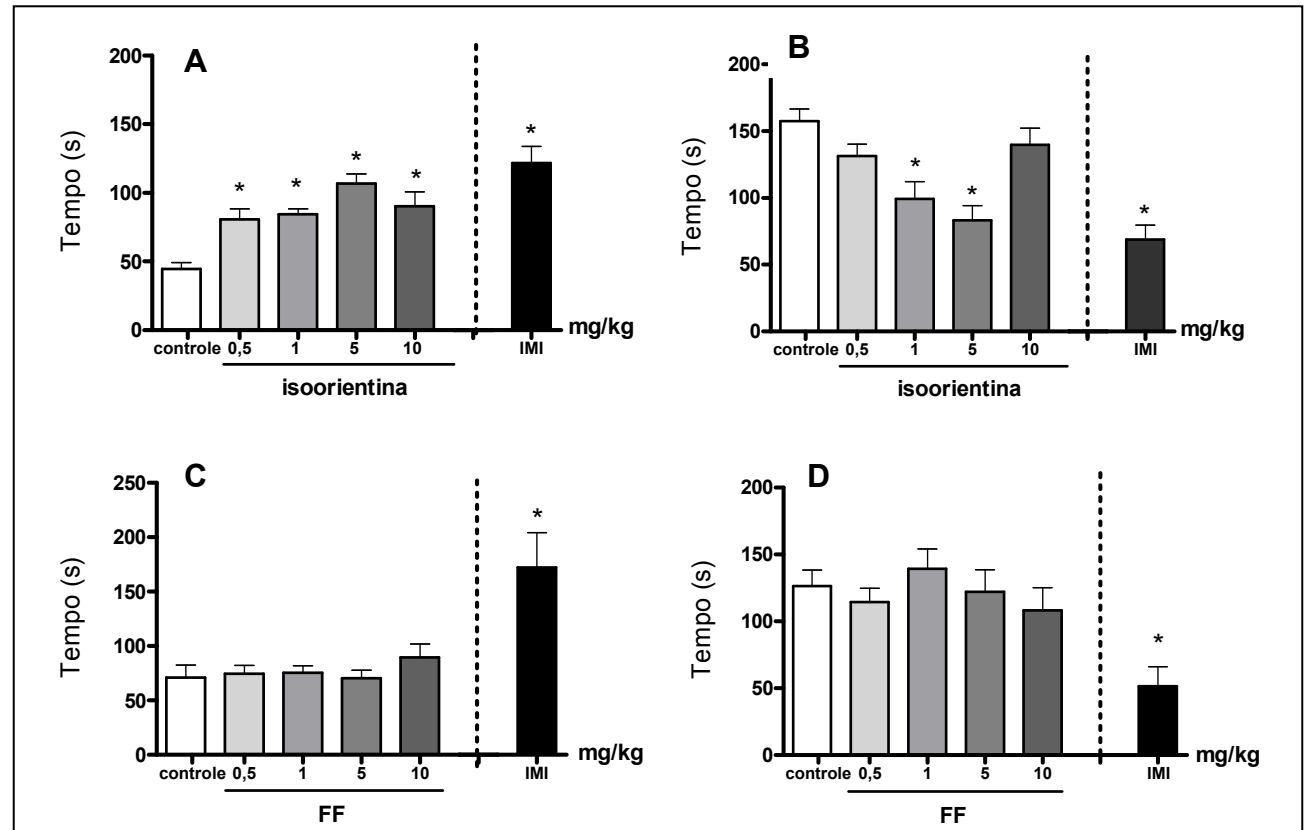 A
200
150
100
50
0
Tempo (s)
*
*
*
*
*
controle 0,5 1 5 10 IMI
mg/kg
isoorientina
B
200
150
100
50
0
Tempo (s)
*
*
*
controle 0,5 1 5 10 IMI
mg/kg
isoorientina
C
250
200
150
100
50
0
Tempo (s)
*
controle 0,5 1 5 10 IMI
mg/kg
FF
D
200
150
100
50
0
Tempo (s)
*
controle 0,5 1 5 10 IMI
mg/kg
FF